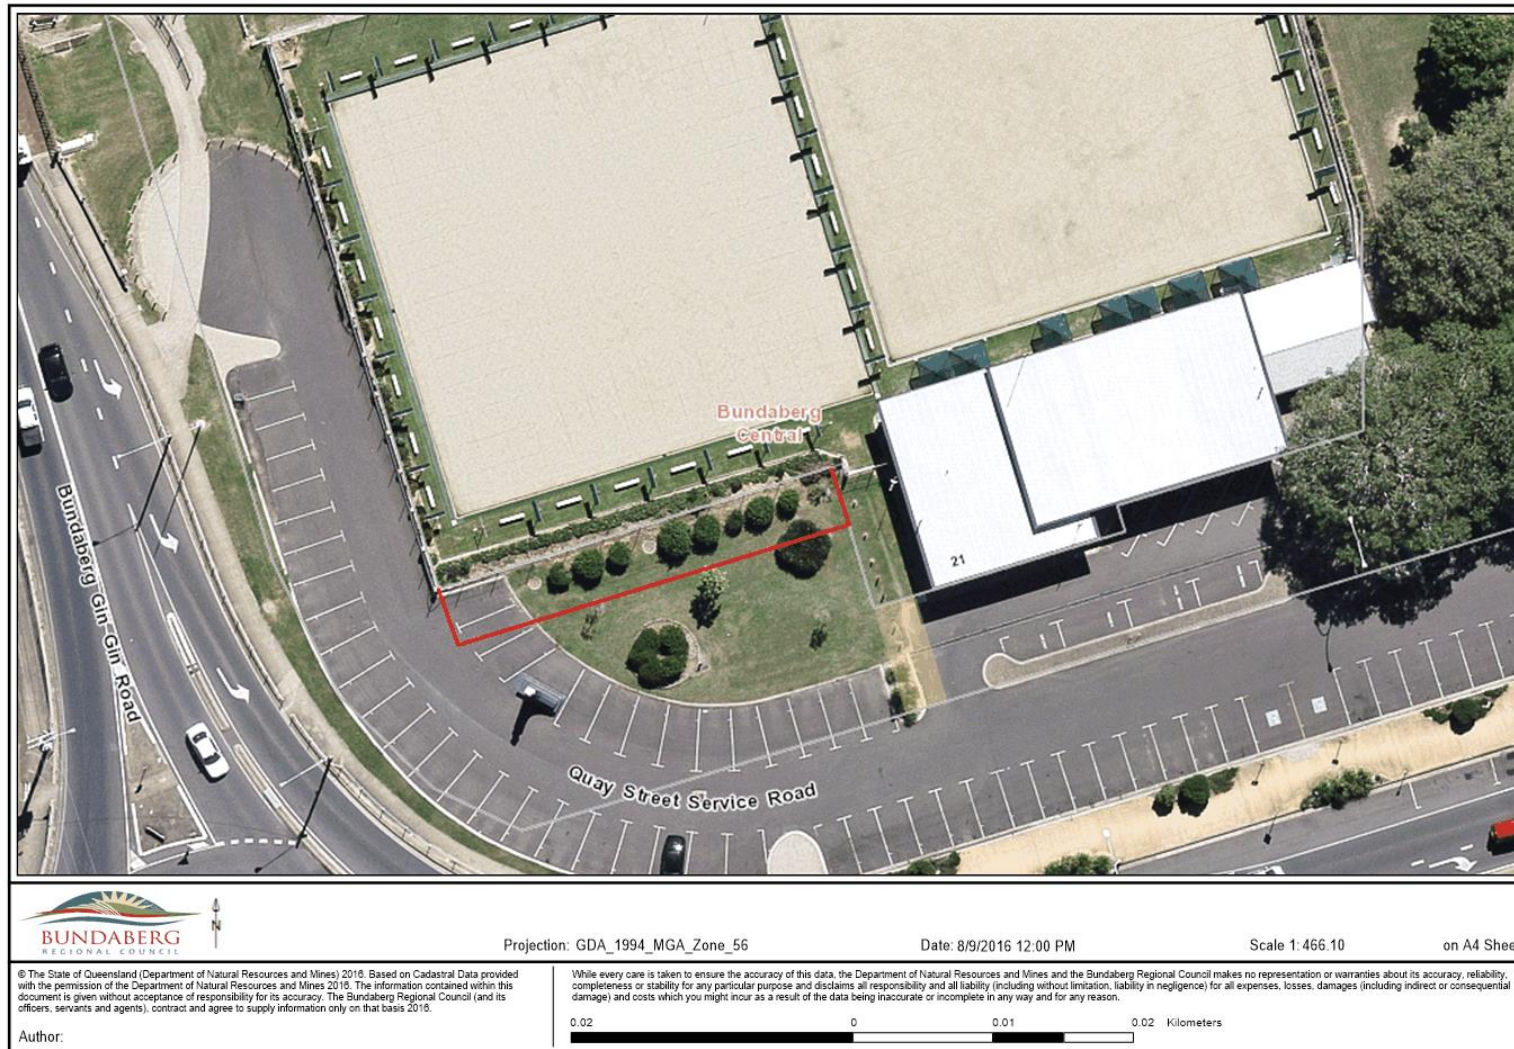 Bundaberg
Central
21
Bundaberg Gin Gin Road
Quay Street Service Road
BUNDABERG
REGIONAL COUNCIL
N
Projection: GDA_1994_MGA_Zone_56
Date: 8/9/2016 12:00 PM
Scale 1: 466.10
on A4 Shee
© The State of Queensland (Department of Natural Resources and Mines) 2016. Based on Cadastral Data provided
with the permission of the Department of Natural Resources and Mines 2016. The information contained within this
document is given without acceptance of responsibility for its accuracy. The Bundaberg Regional Council (and its
officers, servants and agents), contract and agree to supply information only on that basis 2016.
Author:
While every care is taken to ensure the accuracy of this data, the Department of Natural Resources and Mines and the Bundaberg Regional Council makes no representation or warranties about its accuracy, reliability,
completeness or stability for any particular purpose and disclaims all responsibility and all liability (including without limitation, liability in negligence) for all expenses, losses, damages (including indirect or consequential
damage) and costs which you might incur as a result of the data being inaccurate or incomplete in any way and for any reason.
0.02 0 0.01 0.02 Kilometers